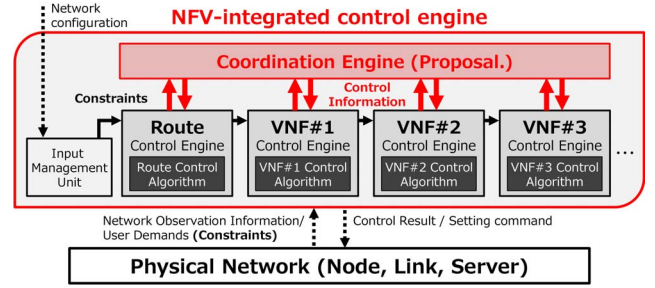 Network
configuration
NFV-integrated control engine
Coordination Engine (Proposal.)
Constraints
Control
Information
Input
Management
Unit
Route
Control Engine
Route Control
Algorithm
VNF#1
Control Engine
VNF#1 Control
Algorithm
VNF#2
Control Engine
VNF#2 Control
Algorithm
VNF#3
Control Engine
VNF#3 Control
Algorithm
...
Network Observation Information/
User Demands (Constraints)
Control Result / Setting command
Physical Network (Node, Link, Server)